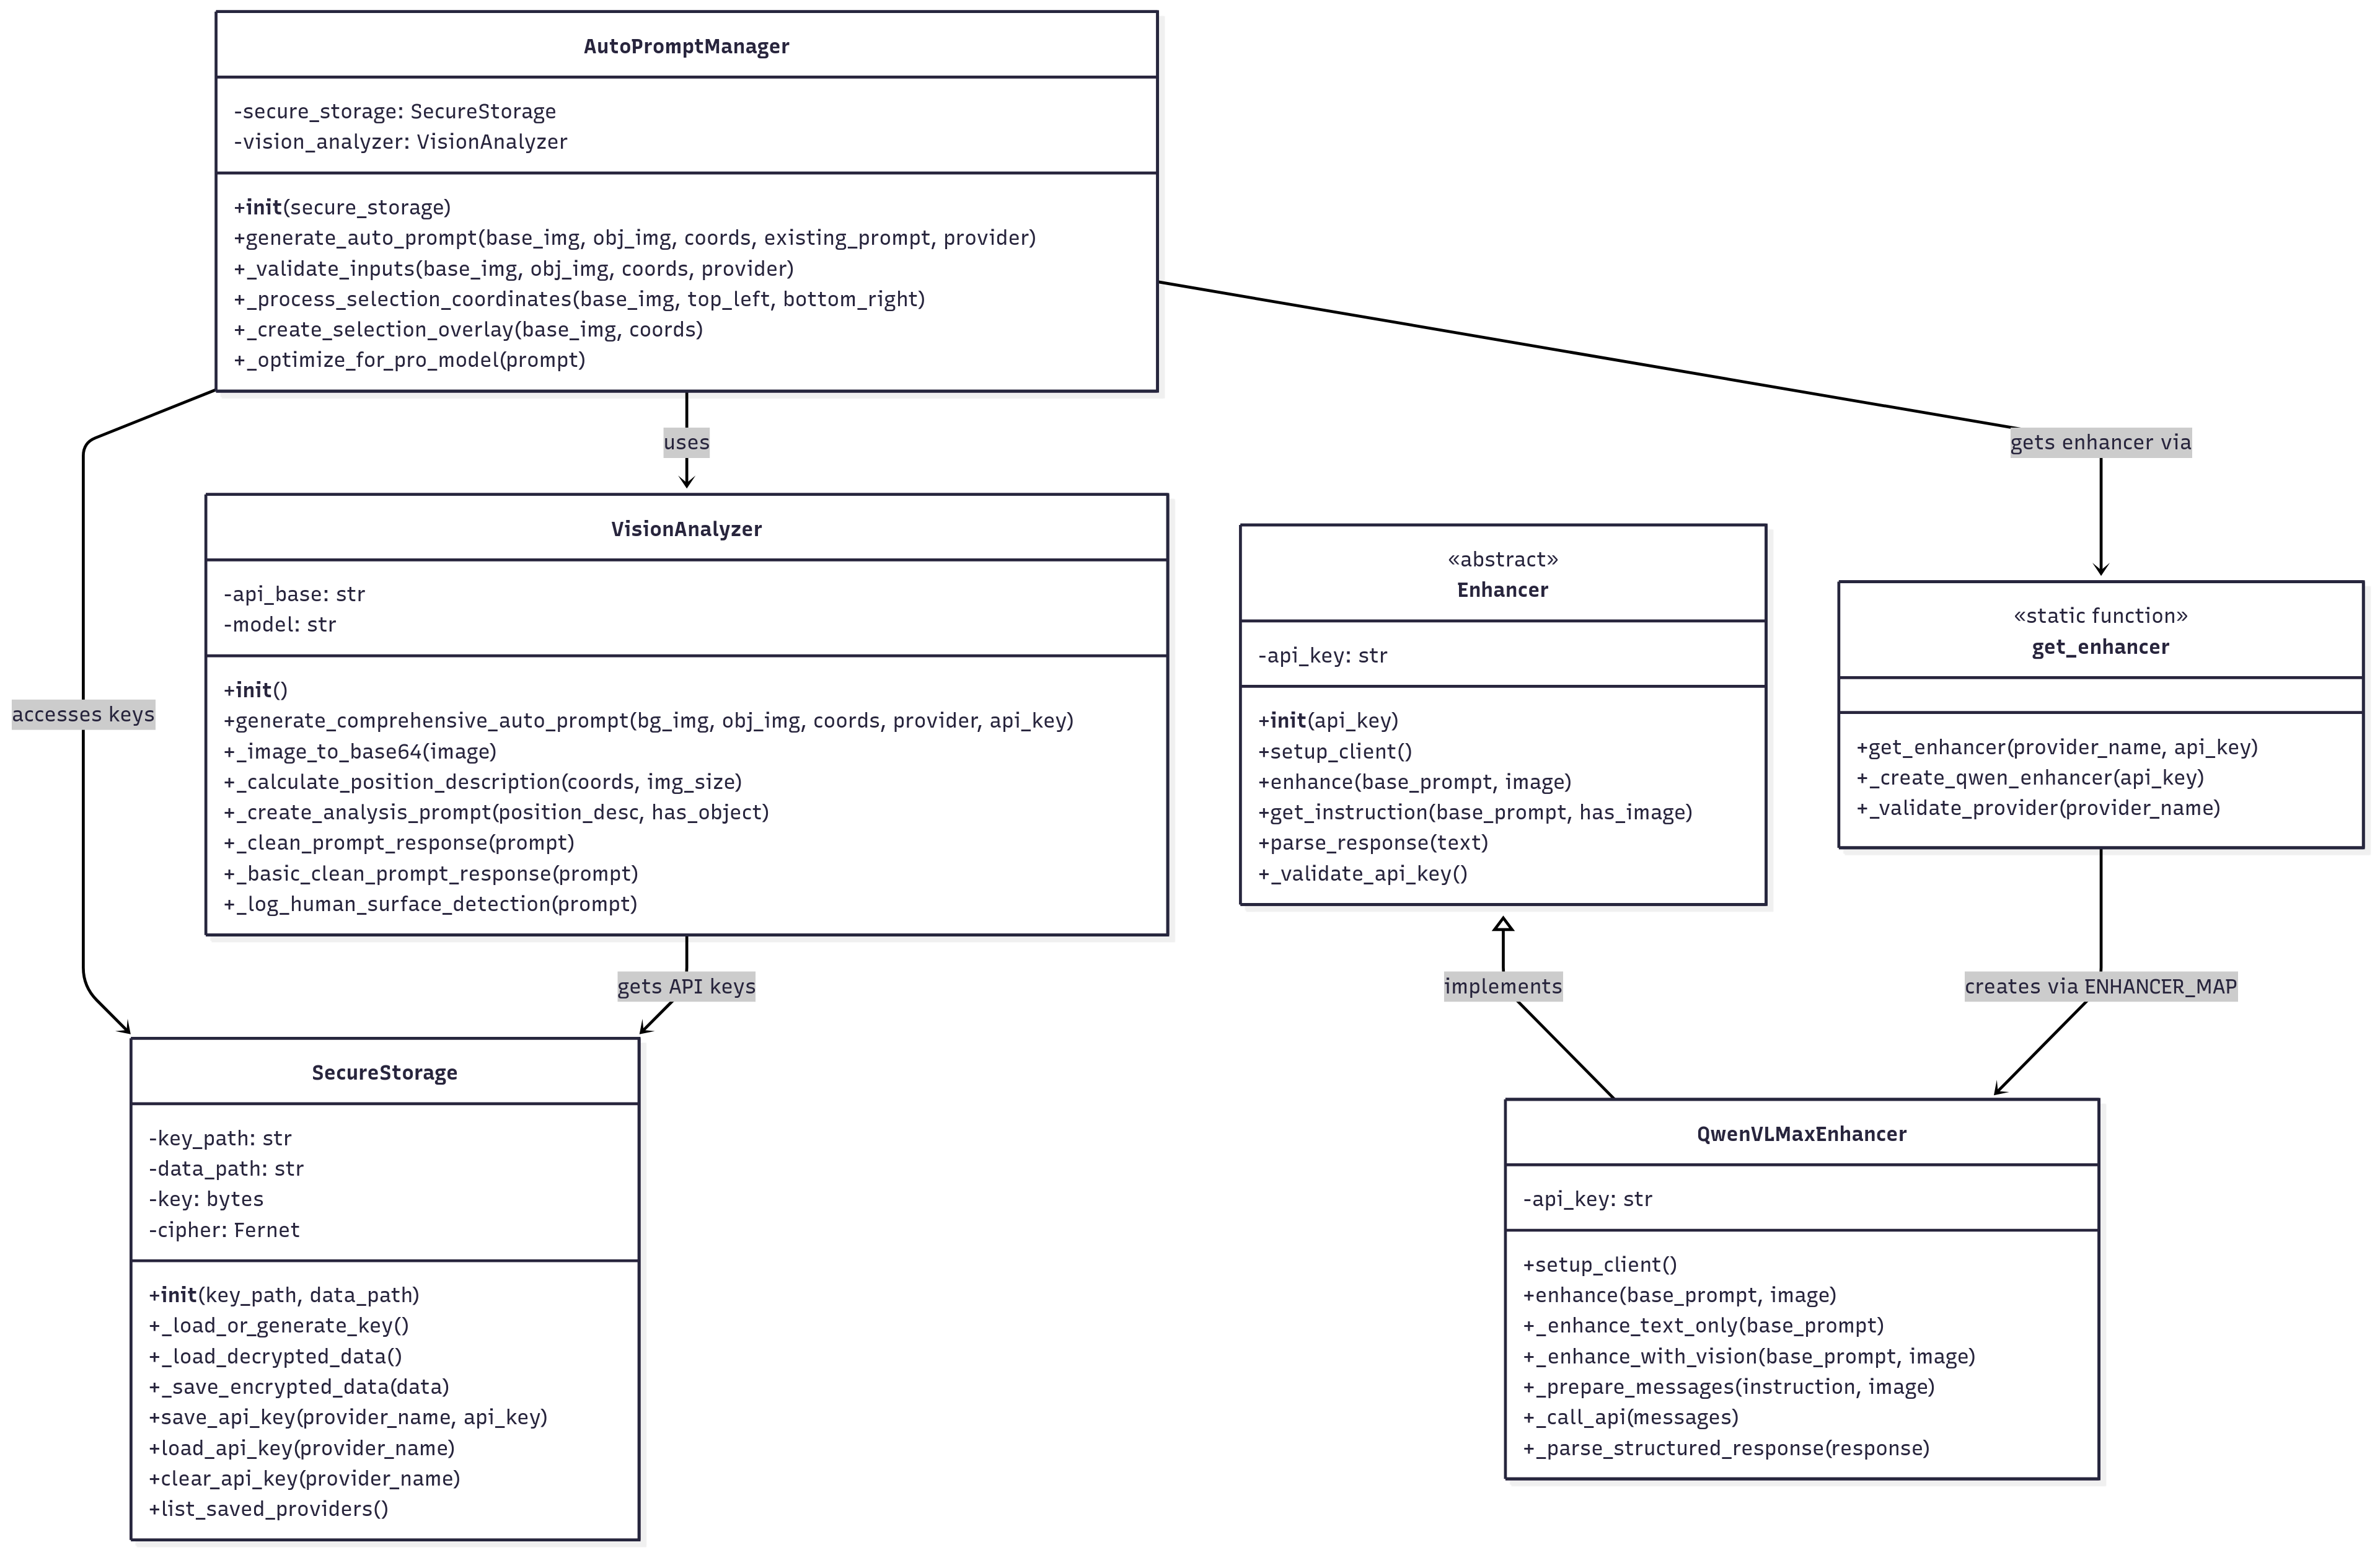 AutoPromptManager
-secure_storage: SecureStorage
-vision_analyzer: VisionAnalyzer
+init(secure_storage)
+generate_auto_prompt(base_img, obj_img, coords, existing_prompt, provider)
+_validate_inputs(base_img, obj_img, coords, provider)
+_process_selection_coordinates(base_img, top_left, bottom_right)
+_create_selection_overlay(base_img, coords)
+_optimize_for_pro_model(prompt)
uses
gets enhancer via
accesses keys
VisionAnalyzer
-api_base: str
-model: str
+init()
+generate_comprehensive_auto_prompt(bg_img, obj_img, coords, provider, api_key)
+_image_to_base64(image)
+_calculate_position_description(coords, img_size)
+_create_analysis_prompt(position_desc, has_object)
+_clean_prompt_response(prompt)
+_basic_clean_prompt_response(prompt)
+_log_human_surface_detection(prompt)
«abstract»
Enhancer
-api_key: str
+init(api_key)
+setup_client()
+enhance(base_prompt, image)
+get_instruction(base_prompt, has_image)
+parse_response(text)
+_validate_api_key()
«static function»
get_enhancer
+get_enhancer(provider_name, api_key)
+_create_qwen_enhancer(api_key)
+_validate_provider(provider_name)
gets API keys
implements
creates via ENHANCER_MAP
SecureStorage
-key_path: str
-data_path: str
-key: bytes
-cipher: Fernet
+init(key_path, data_path)
+_load_or_generate_key()
+_load_decrypted_data()
+_save_encrypted_data(data)
+save_api_key(provider_name, api_key)
+load_api_key(provider_name)
+clear_api_key(provider_name)
+list_saved_providers()
QwenVLMaxEnhancer
-api_key: str
+setup_client()
+enhance(base_prompt, image)
+_enhance_text_only(base_prompt)
+_enhance_with_vision(base_prompt, image)
+_prepare_messages(instruction, image)
+_call_api(messages)
+_parse_structured_response(response)